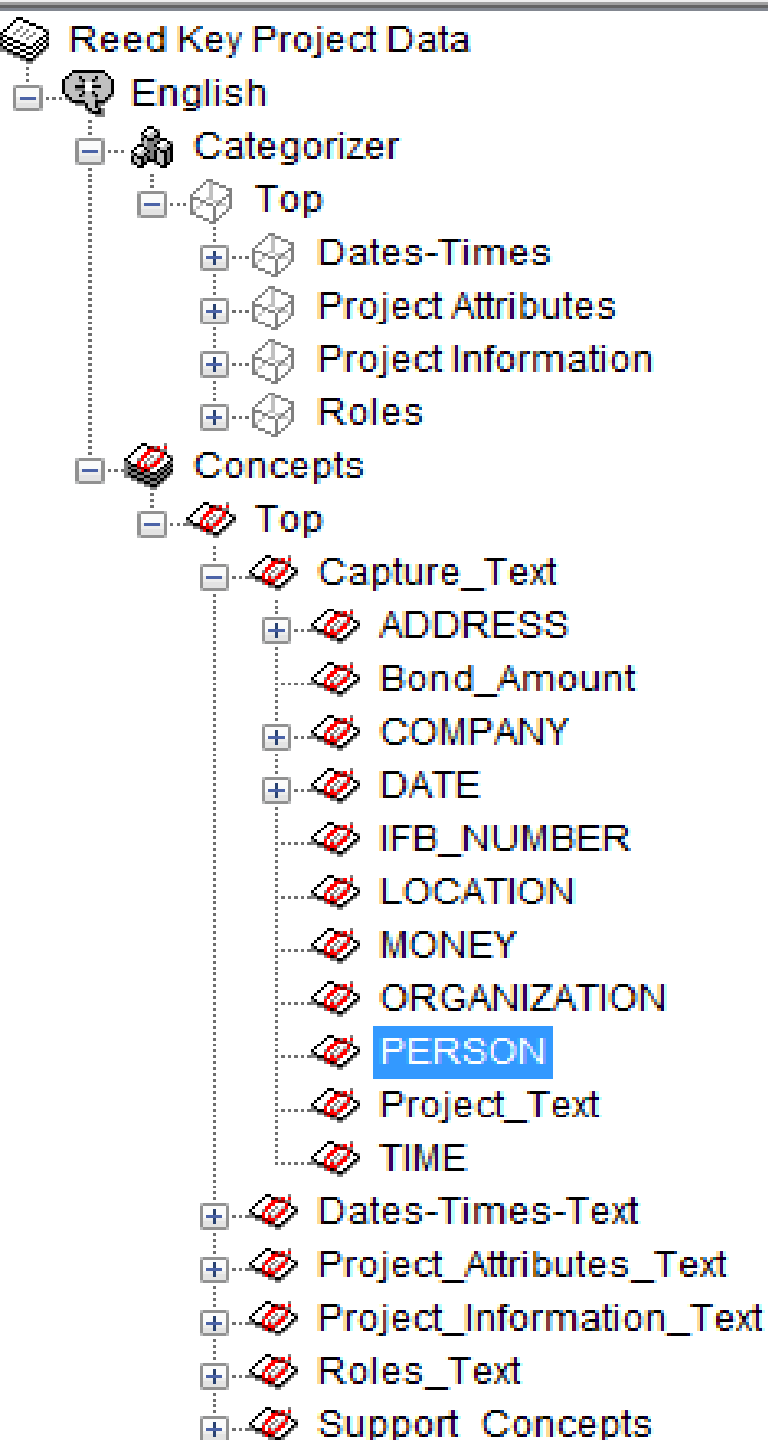 Reed Key Project Data
English
Categorizer
Top
Dates-Times
Project Attributes
Project Information
Roles
Concepts
Top
Capture_Text
ADDRESS
Bond_Amount
COMPANY
DATE
IFB_NUMBER
LOCATION
MONEY
ORGANIZATION
PERSON
Project_Text
TIME
Dates-Times-Text
Project_Attributes_Text
Project_Information_Text
Roles_Text
Support_Concepts